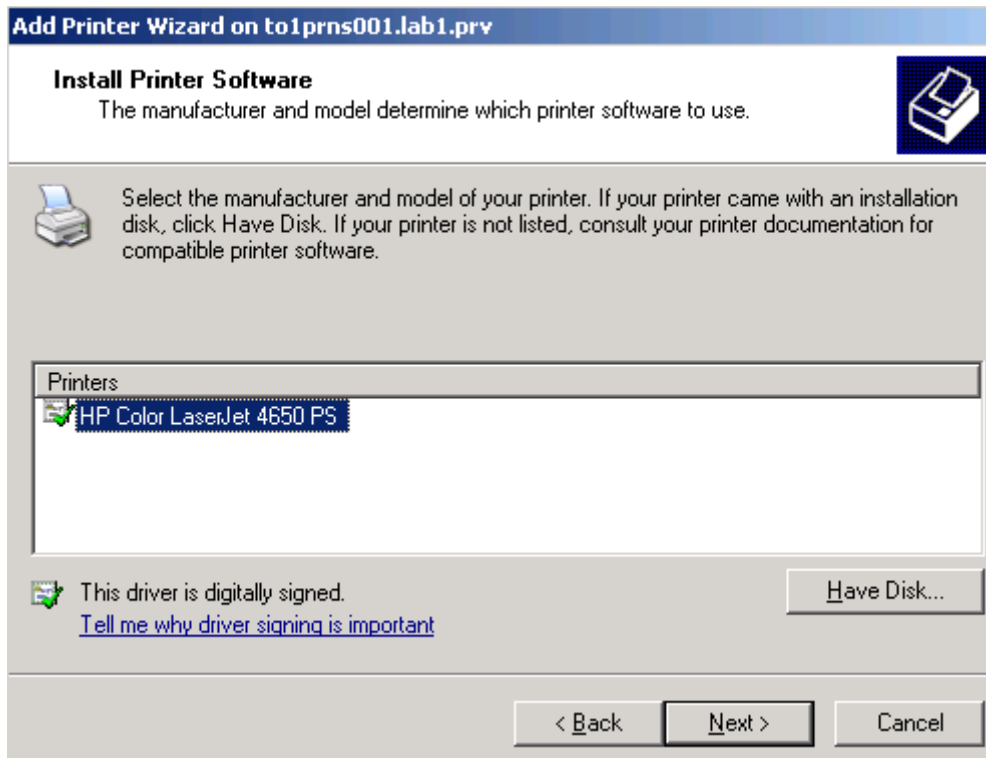 Add Printer Wizard on to1prns001.lab1.prv
Install Printer Software
The manufacturer and model determine which printer software to use.
Select the manufacturer and model of your printer. If your printer came with an installation
disk, click Have Disk. If your printer is not listed, consult your printer documentation for
compatible printer software.
Printers
HP Color LaserJet 4650 PS
This driver is digitally signed.
Have Disk...
Tell me why driver signing is important
< Back
Next >
Cancel